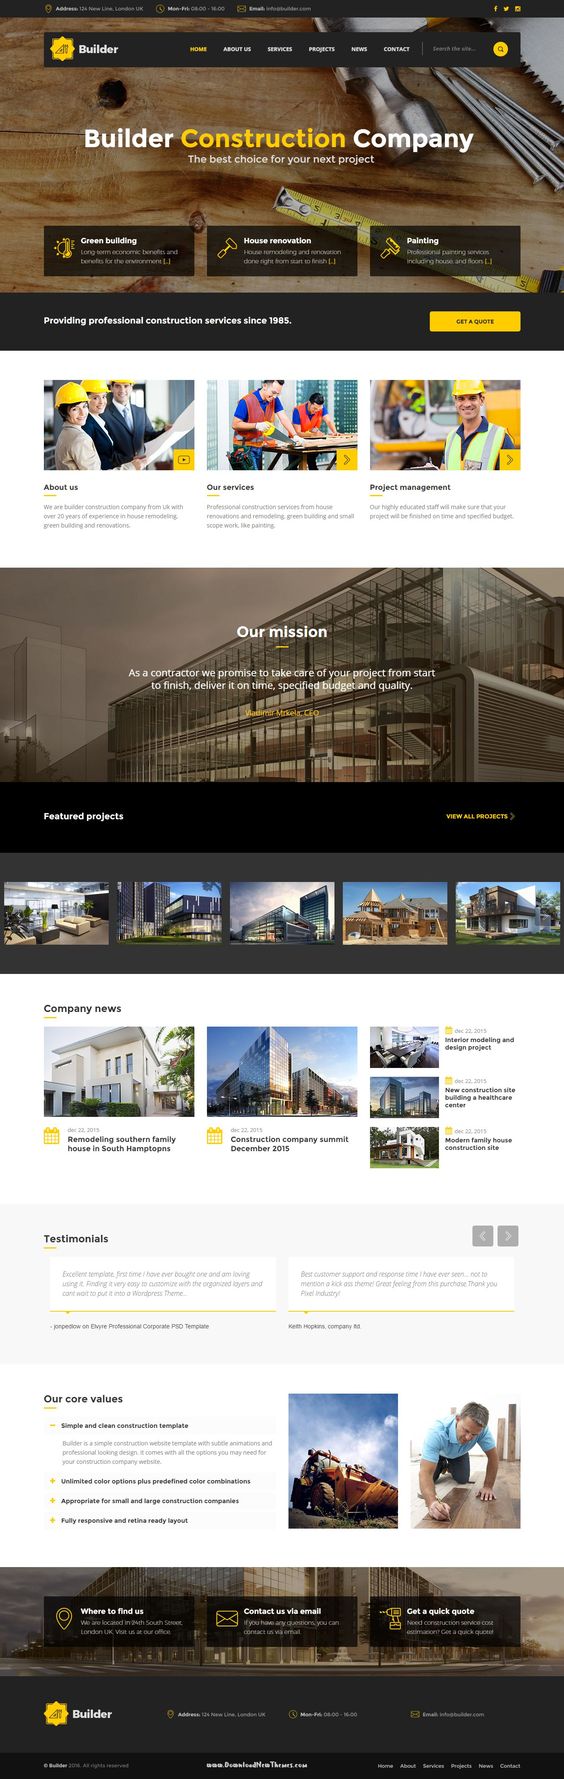 Address: 124 New Line, London UK
Mon-Fri: 08:00 - 16:00
Email: info@builder.com
Builder
HOME
ABOUT US
SERVICES
PROJECTS
NEWS
CONTACT
Search the site...
Builder Construction Company
The best choice for your next project
Green building
Long-term economic benefits and
benefits for the environment [..]
House renovation
House remodeling and renovation
done right from start to finish [..]
Painting
Professional painting services
including house, and floors [..]
Providing professional construction services since 1985.
GET A QUOTE
About us
We are builder construction company from Uk with
over 20 years of experience in house remodeling,
green building and renovations.
Our services
Professional construction services from house
renovations and remodeling, green building and small
scope work, like painting.
Project management
Our highly educated staff will make sure that your
project will be finished on time and specified budget.
Our mission
As a contractor we promise to take care of your project from start
to finish, deliver it on time, specified budget and quality.
Vladimir Mrkela, CEO
Featured projects
VIEW ALL PROJECTS
Company news
dec 22, 2015
Remodeling southern family
house in South Hamptopns
dec 22, 2015
Construction company summit
December 2015
dec 22, 2015
Interior modeling and
design project
dec 22, 2015
New construction site
building a healthcare
center
dec 22, 2015
Modern family house
construction site
Testimonials
Excellent template, first time I have ever bought one and am loving
using it. Finding it very easy to customize with the organized layers and
cant wait to put it into a Wordpress Theme...
- jonpedlow on Elvyre Professional Corporate PSD Template
Best customer support and response time I have ever seen... not to
mention a kick ass theme! Great feeling from this purchase.Thank you
Pixel Industry!
Keith Hopkins, company ltd.
Our core values
Simple and clean construction template
Builder is a simple construction website template with subtle animations and
professional looking design. It comes with all the options you may need for
your construction company website.
Unlimited color options plus predefined color combinations
Appropriate for small and large construction companies
Fully responsive and retina ready layout
Where to find us
We are located in 24th South Street,
London UK. Visit us at our office.
Contact us via email
If you have any questions, you can
contact us via email.
Get a quick quote
Need construction service cost
estimation? Get a quick quote!
Builder
Address: 124 New Line, London UK
Mon-Fri: 08:00 - 16:00
Email: info@builder.com
© Builder 2016. All rights reserved
www.DownloadNewThemes.com
Home
About
Services
Projects
News
Contact